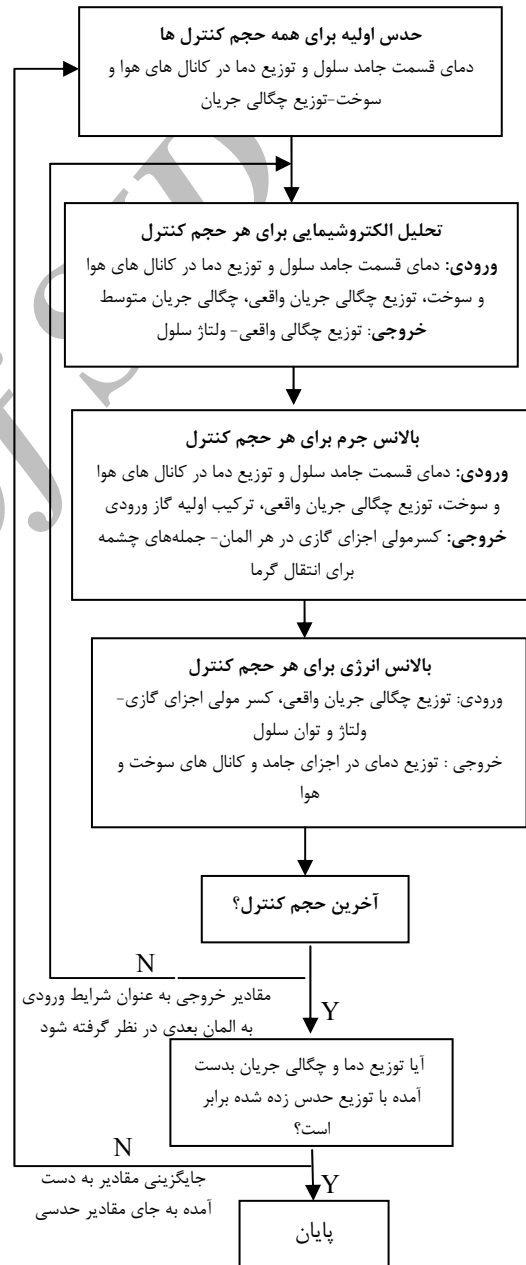 حدس اولیه برای همه حجم کنترل ها
دمای قسمت جامد سلول و توزیع دما در کانال های هوا و
سوخت-توزیع چگالی جریان
تحلیل الکتروشیمایی برای هر حجم کنترل
ورودی: دمای قسمت جامد سلول و توزیع دما در کانال های هوا
و سوخت، توزیع چگالی جریان واقعی، چگالی جریان متوسط
خروجی: توزیع چگالی واقعی- ولتاژ سلول
بالانس جرم برای هر حجم کنترل
ورودی: دمای قسمت جامد سلول و توزیع دما در کانال های هوا
و سوخت، توزیع چگالی جریان واقعی، ترکیب اولیه گاز ورودی
خروجی: کسرمولی اجزای گازی در هر المان- جمله‌های چشمه
برای انتقال گرما
بالانس انرژی برای هر حجم کنترل
ورودی: توزیع چگالی جریان واقعی، کسر مولی اجزای گازی-
ولتاژ و توان سلول
خروجی : توزیع دمای در اجزای جامد و کانال های سوخت و
هوا
آخرین حجم کنترل؟
N
مقادیر خروجی به عنوان شرایط ورودی
به المان بعدی در نظر گرفته شود
Y
آیا توزیع دما و چگالی جریان بدست
آمده با توزیع حدس زده شده برابر
است؟
N
جایگزینی مقادیر به دست
آمده به جای مقادیر حدسی
Y
پایان